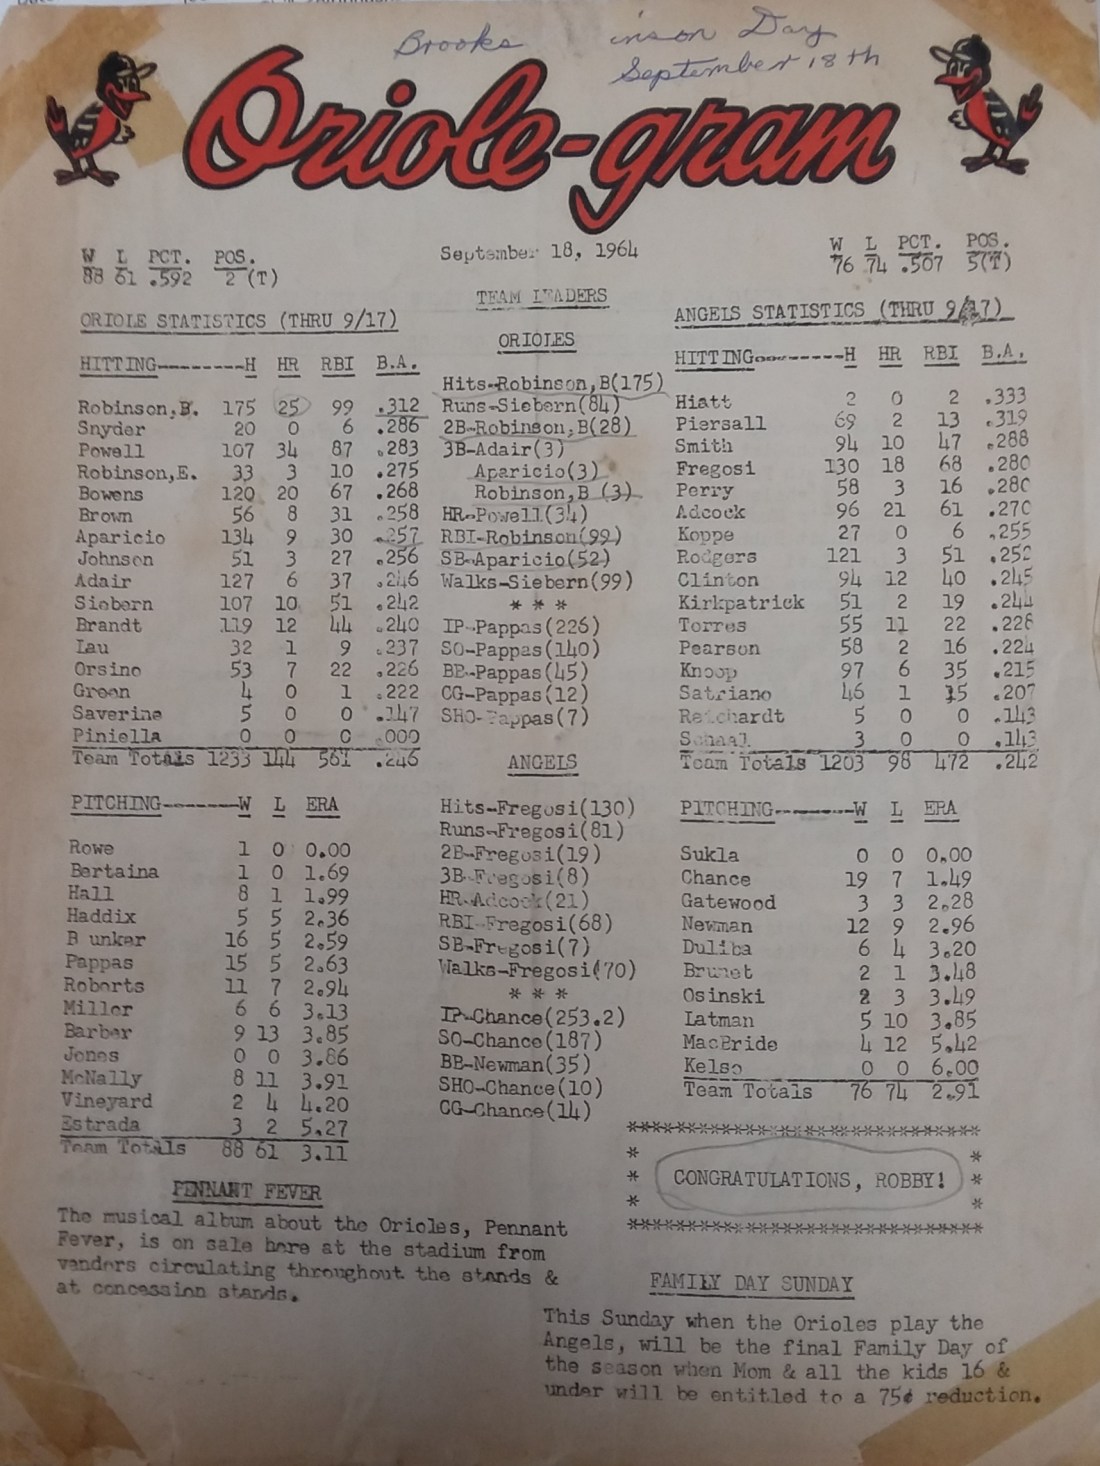 Brooks inson Day
September 18th
Oriole-gram
September 18, 1964
W L PCT. POS.
88 61 .592 2(T)
W L PCT. POS.
76 74 .507 5(T)
ORIOLE STATISTICS (THRU 9/17)
HITTING--------H HR RBI B.A.
Robinson,B. 175 25 99 .312
Snyder 20 0 6 .286
Powell 107 34 87 .283
Robinson,E. 33 3 10 .275
Bowens 120 20 67 .268
Brown 56 8 31 .258
Aparicio 134 9 30 .257
Johnson 51 3 27 .256
Adair 127 6 37 .246
Siebern 107 10 51 .242
Brandt 119 12 44 .240
Lau 32 1 9 .237
Orsino 53 7 22 .226
Green 4 0 1 .222
Saverine 5 0 0 .147
Piniella 0 0 0 .000
Team Totals 1233 144 561 .246
PITCHING-------W L ERA
Rowe 1 0 0.00
Bertaina 1 0 1.69
Hall 8 1 1.99
Haddix 5 5 2.36
B unker 16 5 2.59
Pappas 15 5 2.63
Roberts 11 7 2.94
Miller 6 6 3.13
Barber 9 13 3.85
Jones 0 0 3.86
McNally 8 11 3.91
Vineyard 2 4 4.20
Estrada 3 2 5.27
Team Totals 88 61 3.11
TEAM LEADERS
ORIOLES
Hits-Robinson,B(175)
Runs-Siebern(84)
2B-Robinson,B(28)
3B-Adair(3)
Aparicio(3)
Robinson,B (3)
HR-Powell(34)
RBI-Robinson(99)
SB-Aparicio(52)
Walks-Siebern(99)
* * *
IP-Pappas(226)
SO-Pappas(140)
BB-Pappas(45)
CG-Pappas(12)
SHO-Pappas(7)
ANGELS
Hits-Fregosi(130)
Runs-Fregosi(81)
2B-Fregosi(19)
3B-Fregosi(8)
HR-Adcock(21)
RBI-Fregosi(68)
SB-Fregosi(7)
Walks-Fregosi(70)
* * *
IP-Chance(253.2)
SO-Chance(187)
BB-Newman(35)
SHO-Chance(10)
CG-Chance(14)
ANGELS STATISTICS (THRU 9/17)
HITTING--------H HR RBI B.A.
Hiatt 2 0 2 .333
Piersall 69 2 13 .319
Smith 94 10 47 .288
Fregosi 130 18 68 .280
Perry 58 3 16 .280
Adcock 96 21 61 .270
Koppe 27 0 6 .255
Rodgers 121 3 51 .252
Clinton 94 12 40 .245
Kirkpatrick 51 2 19 .244
Torres 55 11 22 .228
Pearson 58 2 16 .224
Knoop 97 6 35 .215
Satriano 46 1 15 .207
Reichardt 5 0 0 .143
Schaal 3 0 0 .143
Team Totals 1203 98 472 .242
PITCHING--------W L ERA
Sukla 0 0 0.00
Chance 19 7 1.49
Gatewood 3 3 2.28
Newman 12 9 2.96
Duliba 6 4 3.20
Brunet 2 1 3.48
Osinski 2 3 3.49
Latman 5 10 3.85
MacBride 4 12 5.42
Kelso 0 0 6.00
Team Totals 76 74 2.91
CONGRATULATIONS, ROBBY!
PENNANT FEVER
The musical album about the Orioles, Pennant
Fever, is on sale here at the stadium from
vendors circulating throughout the stands &
at concession stands.
FAMILY DAY SUNDAY
This Sunday when the Orioles play the
Angels, will be the final Family Day of
the season when Mom & all the kids 16 &
under will be entitled to a 75¢ reduction.